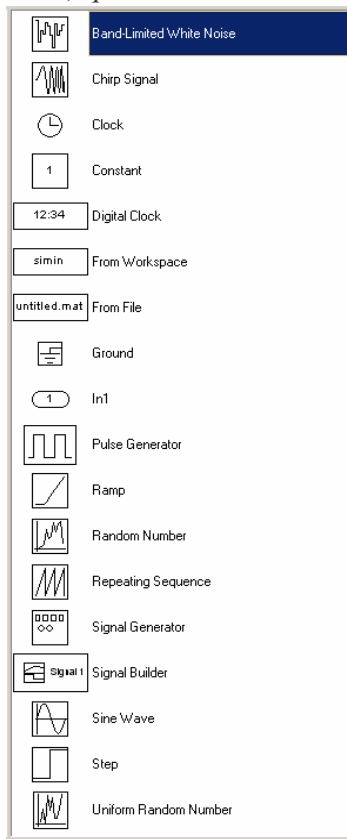 Band-Limited White Noise
Chirp Signal
Clock
1 Constant
12:34 Digital Clock
simin From Workspace
untitled.mat From File
Ground
1 In1
Pulse Generator
Ramp
Random Number
Repeating Sequence
Signal Generator
Signal 1 Signal Builder
Sine Wave
Step
Uniform Random Number